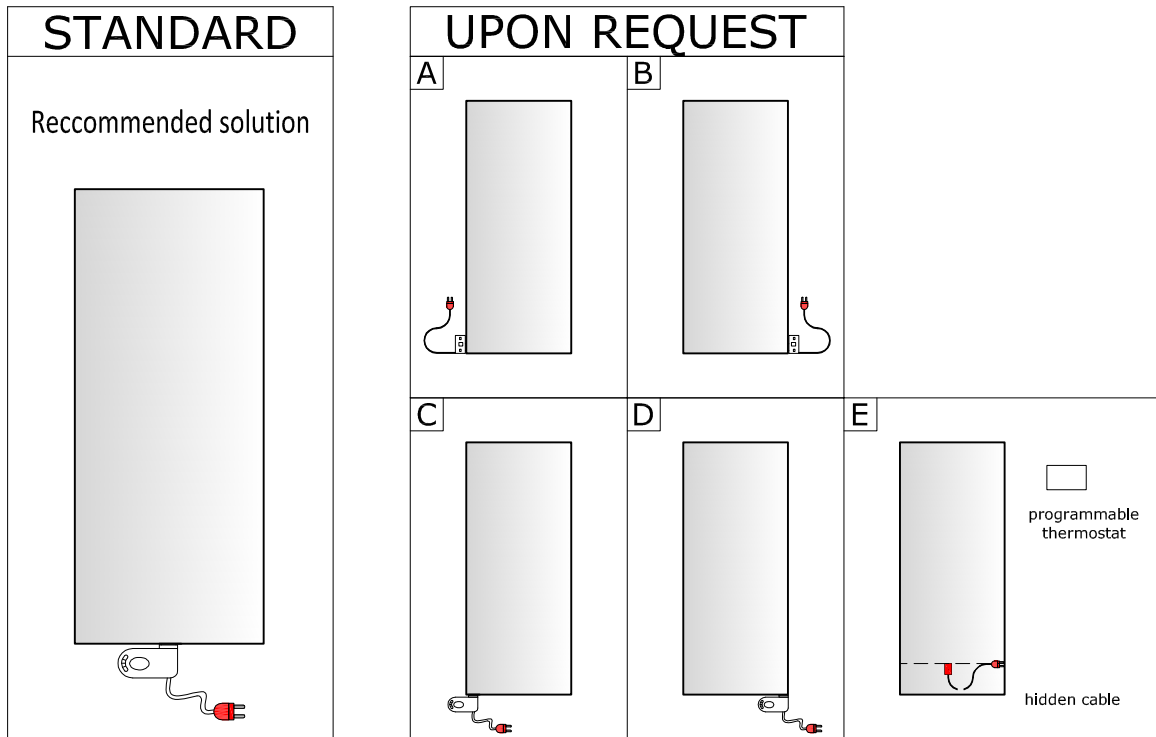 STANDARD
Reccommended solution
UPON REQUEST
A
B
C
D
E
programmable
thermostat
hidden cable